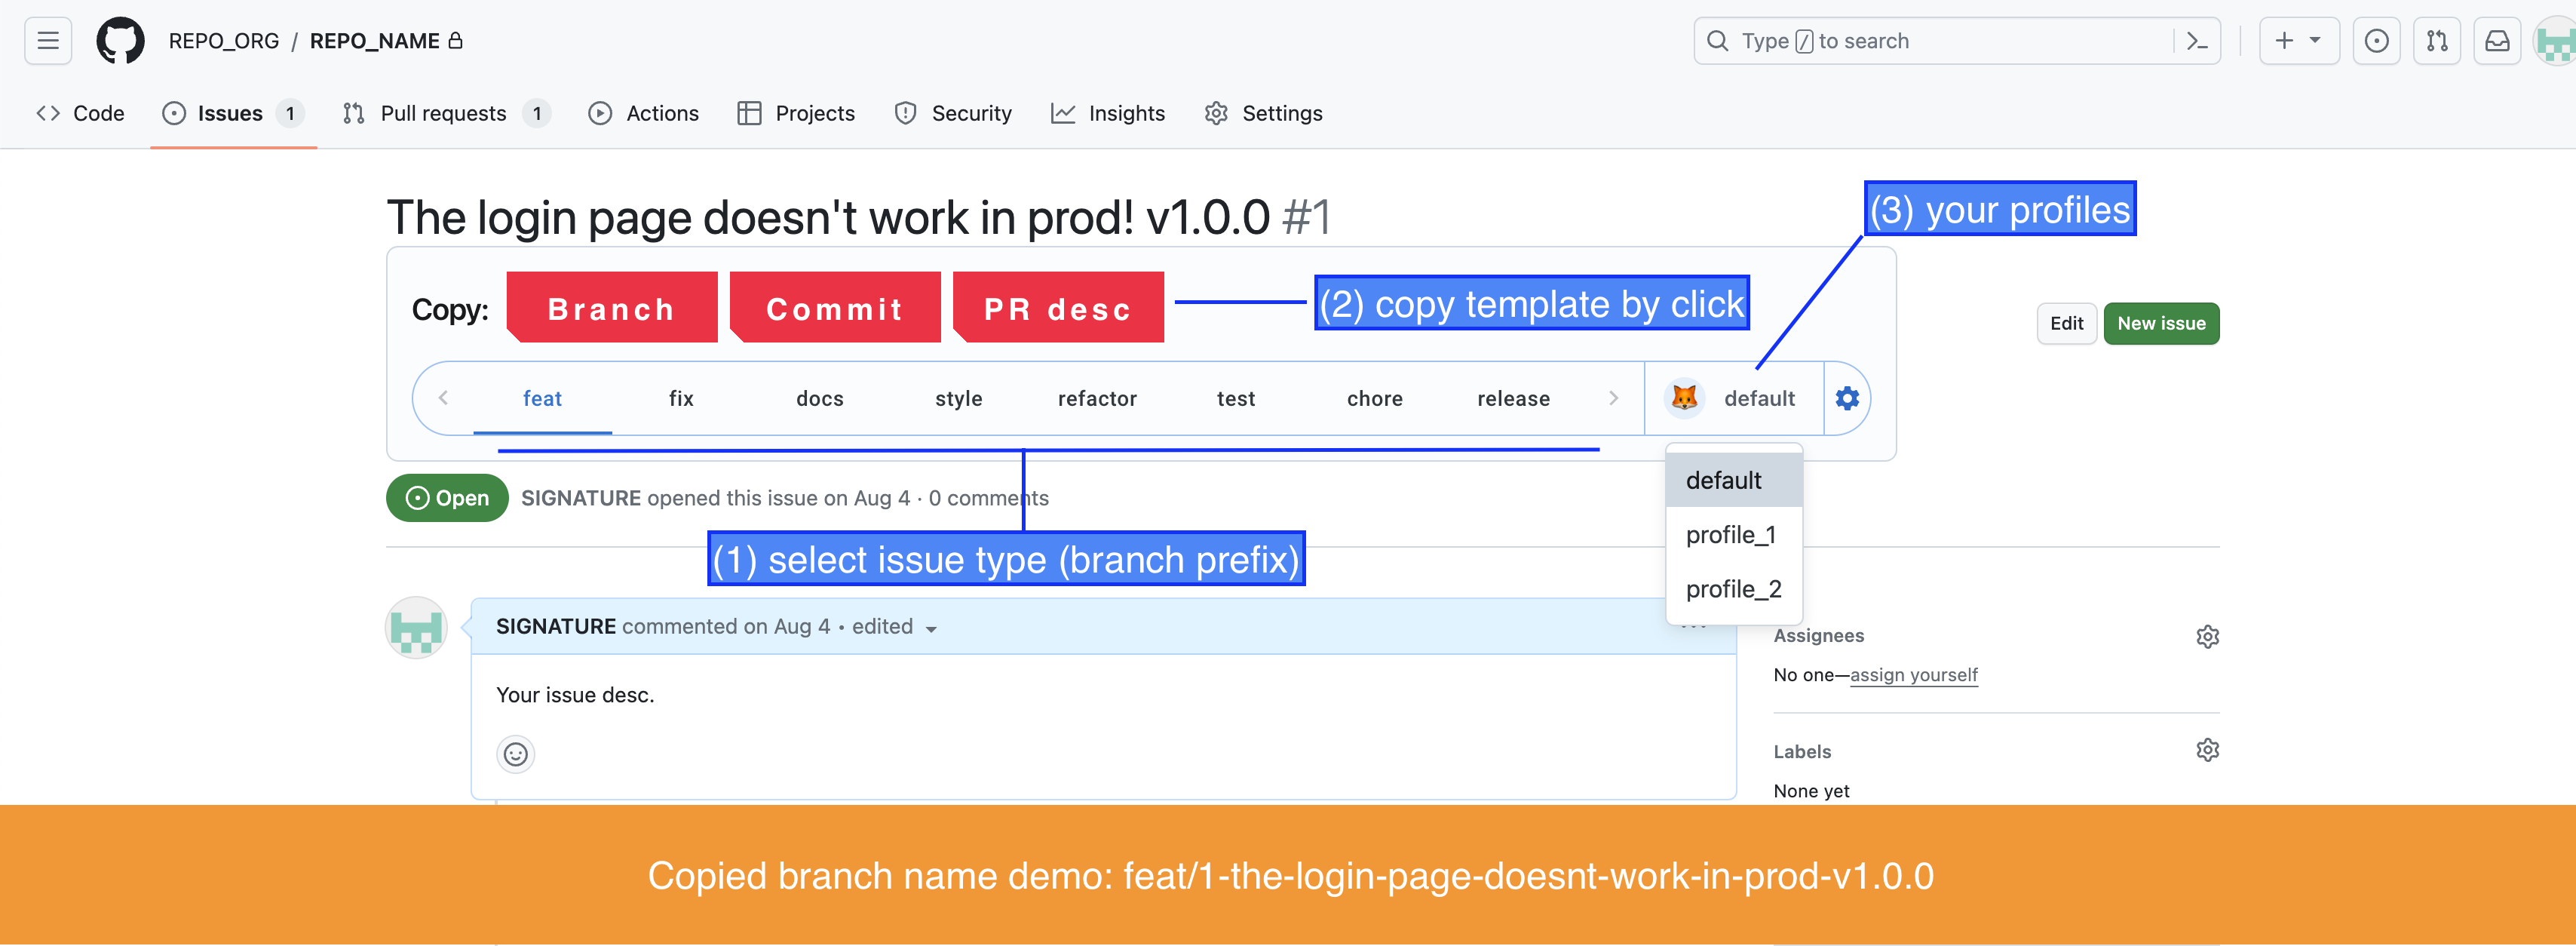 REPO_ORG / REPO_NAME
Type / to search
Code
Issues 1
Pull requests 1
Actions
Projects
Security
Insights
Settings
The login page doesn't work in prod! v1.0.0 #1
(3) your profiles
Copy:
Branch
Commit
PR desc
(2) copy template by click
Edit
New issue
feat
fix
docs
style
refactor
test
chore
release
default
default
profile_1
profile_2
Open
SIGNATURE opened this issue on Aug 4 · 0 comments
(1) select issue type (branch prefix)
SIGNATURE commented on Aug 4 • edited
Your issue desc.
Assignees
No one—assign yourself
Labels
None yet
Copied branch name demo: feat/1-the-login-page-doesnt-work-in-prod-v1.0.0